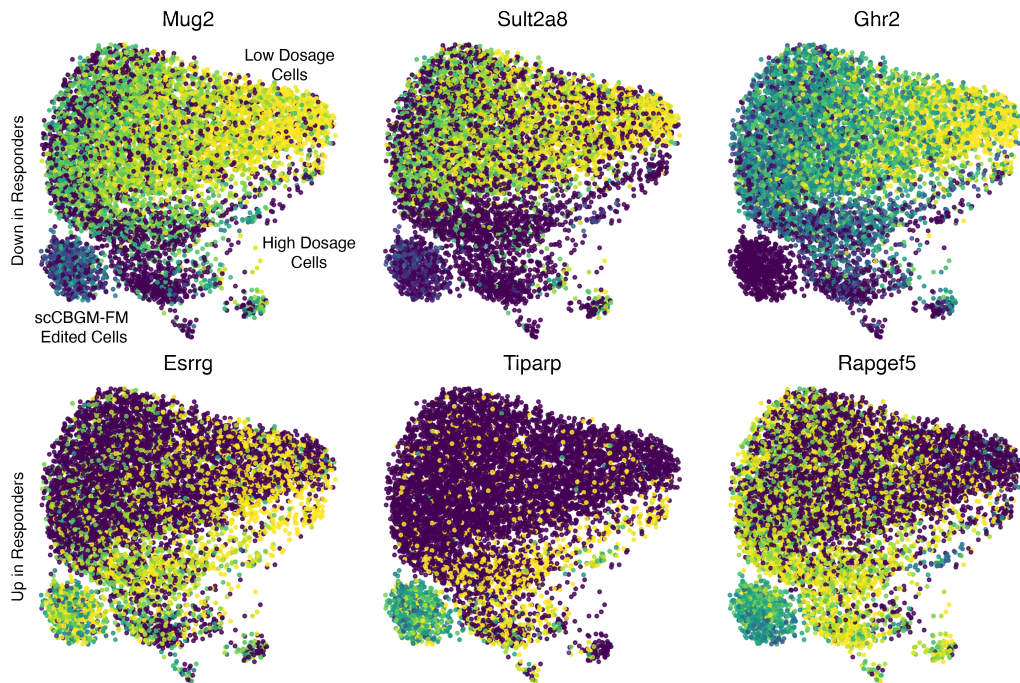 Mug2
Sult2a8
Ghr2
Low Dosage
Cells
Down in Responders
High Dosage
Cells
scCBGM-FM
Edited Cells
Esrrg
Tiparp
Rapgef5
Up in Responders